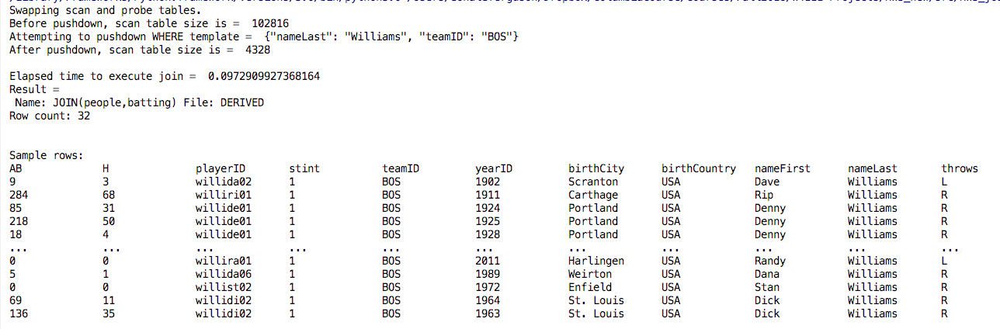 Swapping scan and probe tables.
Before pushdown, scan table size is =  102816
Attempting to pushdown WHERE template =  {"nameLast": "Williams", "teamID": "BOS"}
After pushdown, scan table size is =  4328
Elapsed time to execute join =  0.0972909927368164
Result =
Name: JOIN(people,batting) File: DERIVED
Row count: 32
Sample rows:
AB H playerID stint teamID yearID birthCity birthCountry nameFirst nameLast throws
9 3 willida02 1 BOS 1902 Scranton USA Dave Williams L
284 68 williri01 1 BOS 1911 Carthage USA Rip Williams R
85 31 willide01 1 BOS 1924 Portland USA Denny Williams R
218 50 willide01 1 BOS 1925 Portland USA Denny Williams R
18 4 willide01 1 BOS 1928 Portland USA Denny Williams R
... ... ... ... ... ... ... ... ... ... ...
0 0 willira01 1 BOS 2011 Harlingen USA Randy Williams L
5 1 willida06 1 BOS 1989 Weirton USA Dana Williams R
0 0 willist02 1 BOS 1972 Enfield USA Stan Williams R
69 11 willidi02 1 BOS 1964 St. Louis USA Dick Williams R
136 35 willidi02 1 BOS 1963 St. Louis USA Dick Williams R